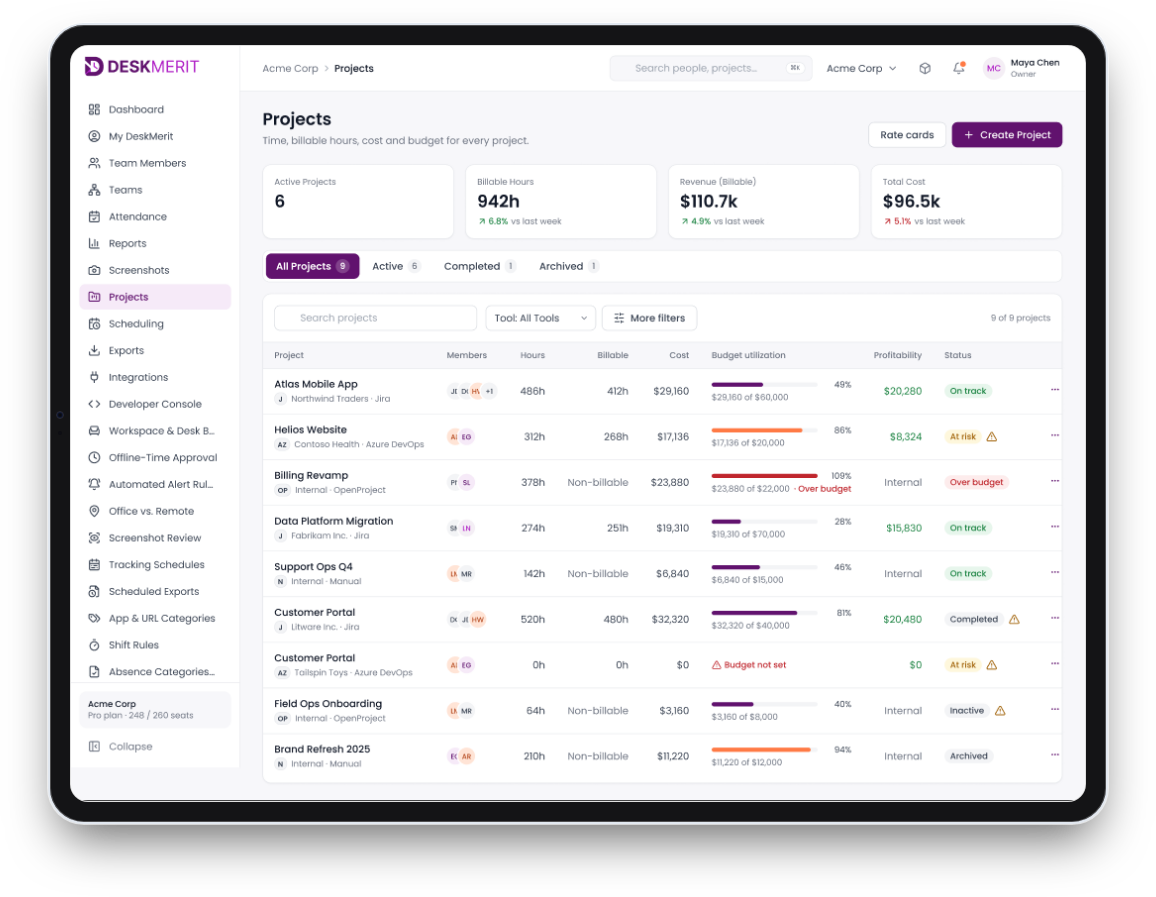 DESKMERIT
Acme Corp > Projects
Search people, projects...
⌘K
Acme Corp
MC
Maya Chen
Owner
Dashboard
My DeskMerit
Team Members
Teams
Attendance
Reports
Screenshots
Projects
Scheduling
Exports
Integrations
Developer Console
Workspace & Desk B...
Offline-Time Approval
Automated Alert Rul...
Office vs. Remote
Screenshot Review
Tracking Schedules
Scheduled Exports
App & URL Categories
Shift Rules
Absence Categories...
Acme Corp
Pro plan · 248 / 260 seats
Collapse
Projects
Time, billable hours, cost and budget for every project.
Rate cards
+ Create Project
Active Projects
6
Billable Hours
942h
6.8% vs last week
Revenue (Billable)
$110.7k
4.9% vs last week
Total Cost
$96.5k
5.1% vs last week
All Projects 9 Active 6 Completed 1 Archived 1
Search projects
Tool: All Tools
More filters
9 of 9 projects
Project Members Hours Billable Cost Budget utilization Profitability Status
Atlas Mobile App
J Northwind Traders · Jira
+1 486h 412h $29,160 49% $20,280 On track
$29,160 of $60,000
Helios Website
AZ Contoso Health · Azure DevOps
EG 312h 268h $17,136 86% $8,324 At risk
$17,136 of $20,000
Billing Revamp
OP Internal · OpenProject
SL 378h Non-billable $23,880 109% Internal Over budget
$23,880 of $22,000 · Over budget
Data Platform Migration
J Fabrikam Inc. · Jira
LN 274h 251h $19,310 28% $15,830 On track
$19,310 of $70,000
Support Ops Q4
N Internal · Manual
MR 142h Non-billable $6,840 46% Internal On track
$6,840 of $15,000
Customer Portal
J Litware Inc. · Jira
HW 520h 480h $32,320 81% $20,480 Completed
$32,320 of $40,000
Customer Portal
AZ Tailspin Toys · Azure DevOps
EG 0h 0h $0 Budget not set $0 At risk
Field Ops Onboarding
OP Internal · OpenProject
MR 64h Non-billable $3,160 40% Internal Inactive
$3,160 of $8,000
Brand Refresh 2025
N Internal · Manual
AR 210h Non-billable $11,220 94% Internal Archived
$11,220 of $12,000